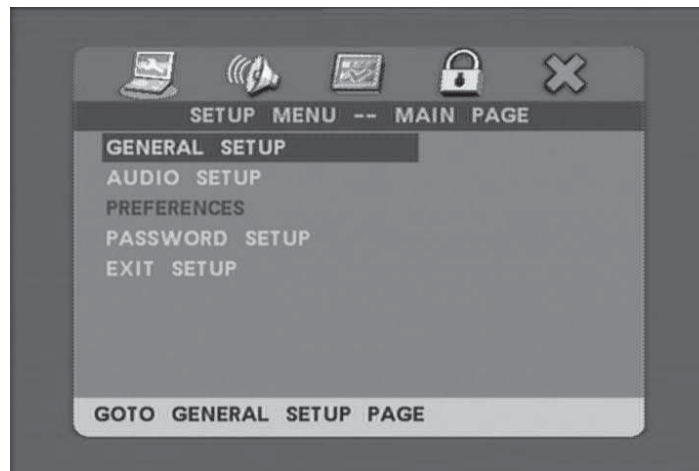 SETUP MENU -- MAIN PAGE
GENERAL SETUP
AUDIO SETUP
PREFERENCES
PASSWORD SETUP
EXIT SETUP
GOTO GENERAL SETUP PAGE